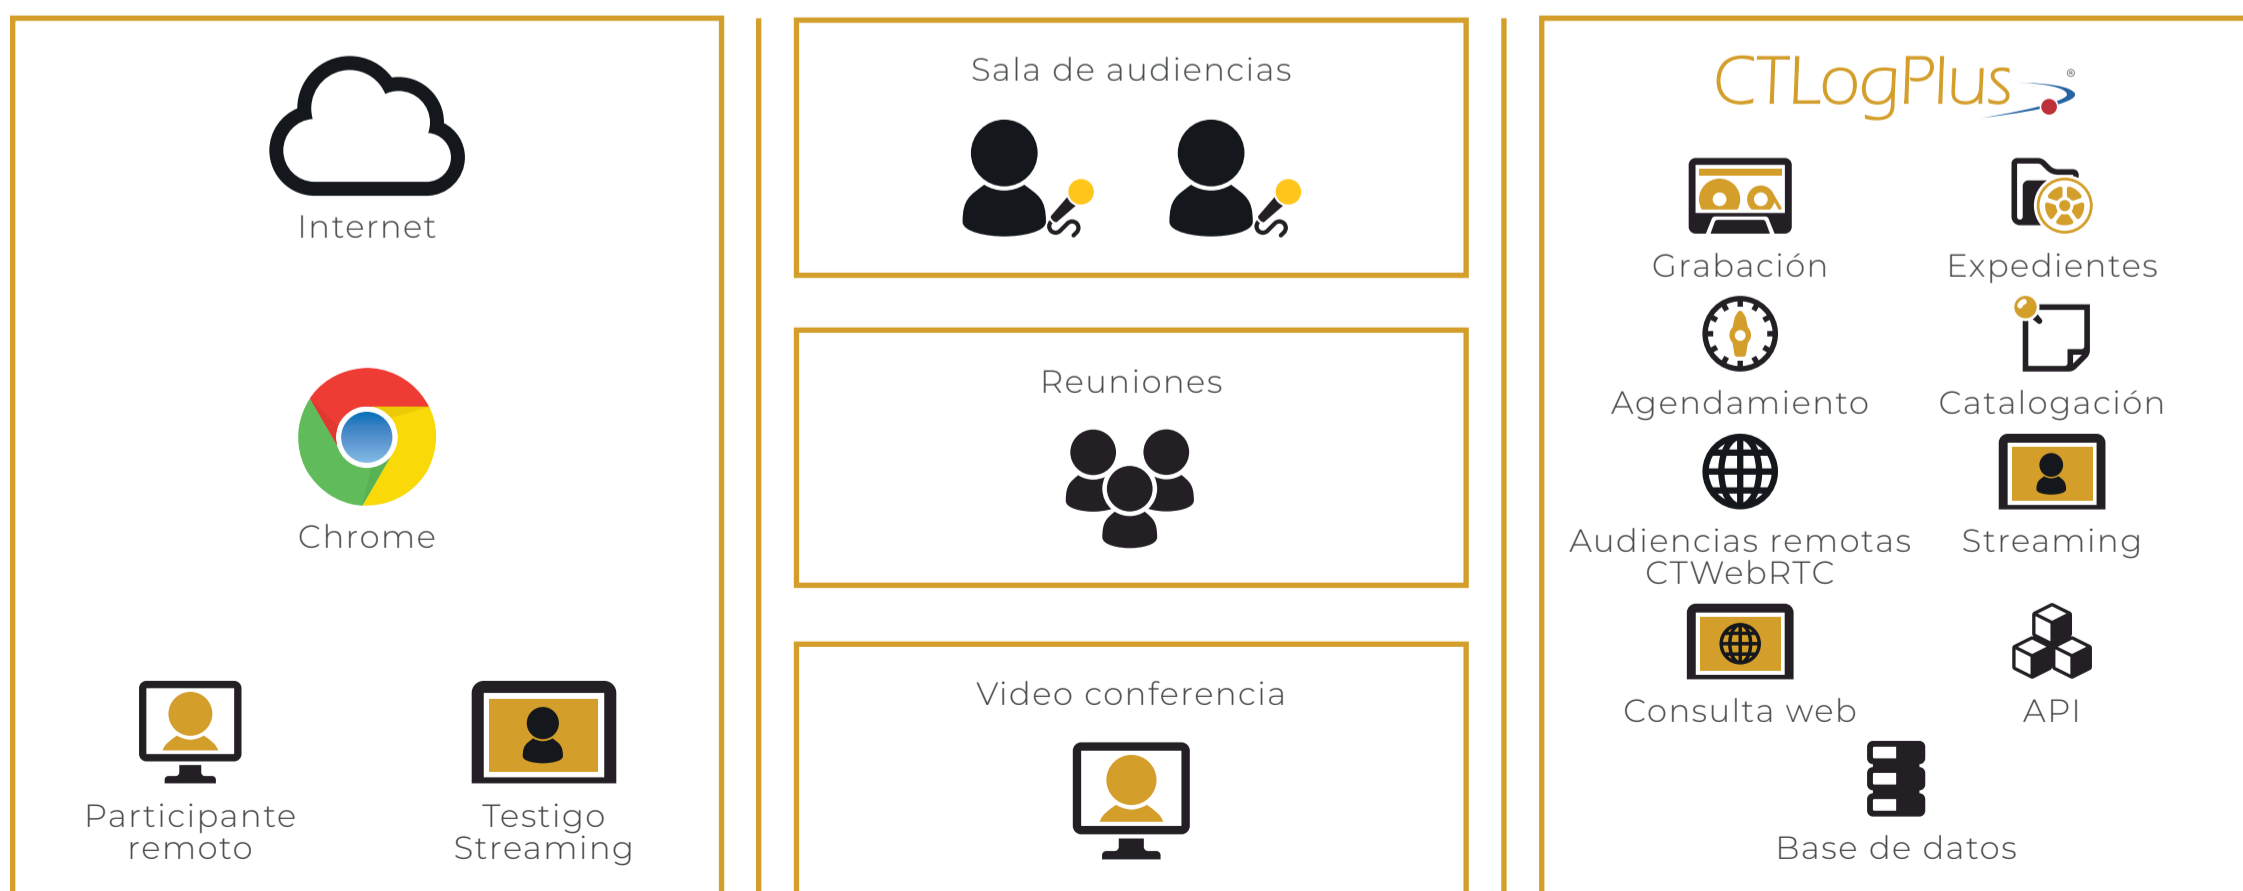 Internet
Chrome
Participante
remoto
Testigo
Streaming
Sala de audiencias
Reuniones
Video conferencia
CTLogPlus®
Grabación
Expedientes
Agendamiento
Catalogación
Audiencias remotas
CTWebRTC
Streaming
Consulta web
API
Base de datos